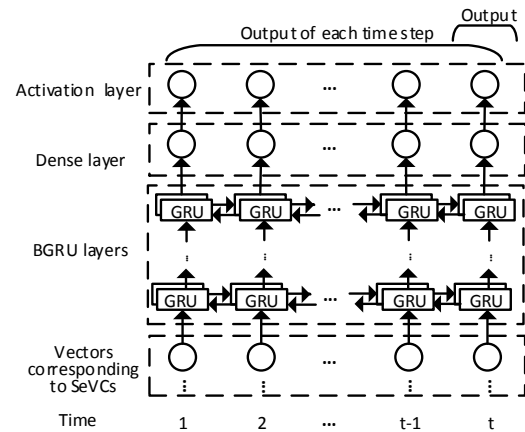 Output
Output of each time step
Activation layer
...
Dense layer
...
GRU GRU ... GRU GRU
BGRU layers
... ... ... ...
GRU GRU ... GRU GRU
Vectors
corresponding
to SeVCs
...
... ... ... ...
Time 1 2 ... t-1 t